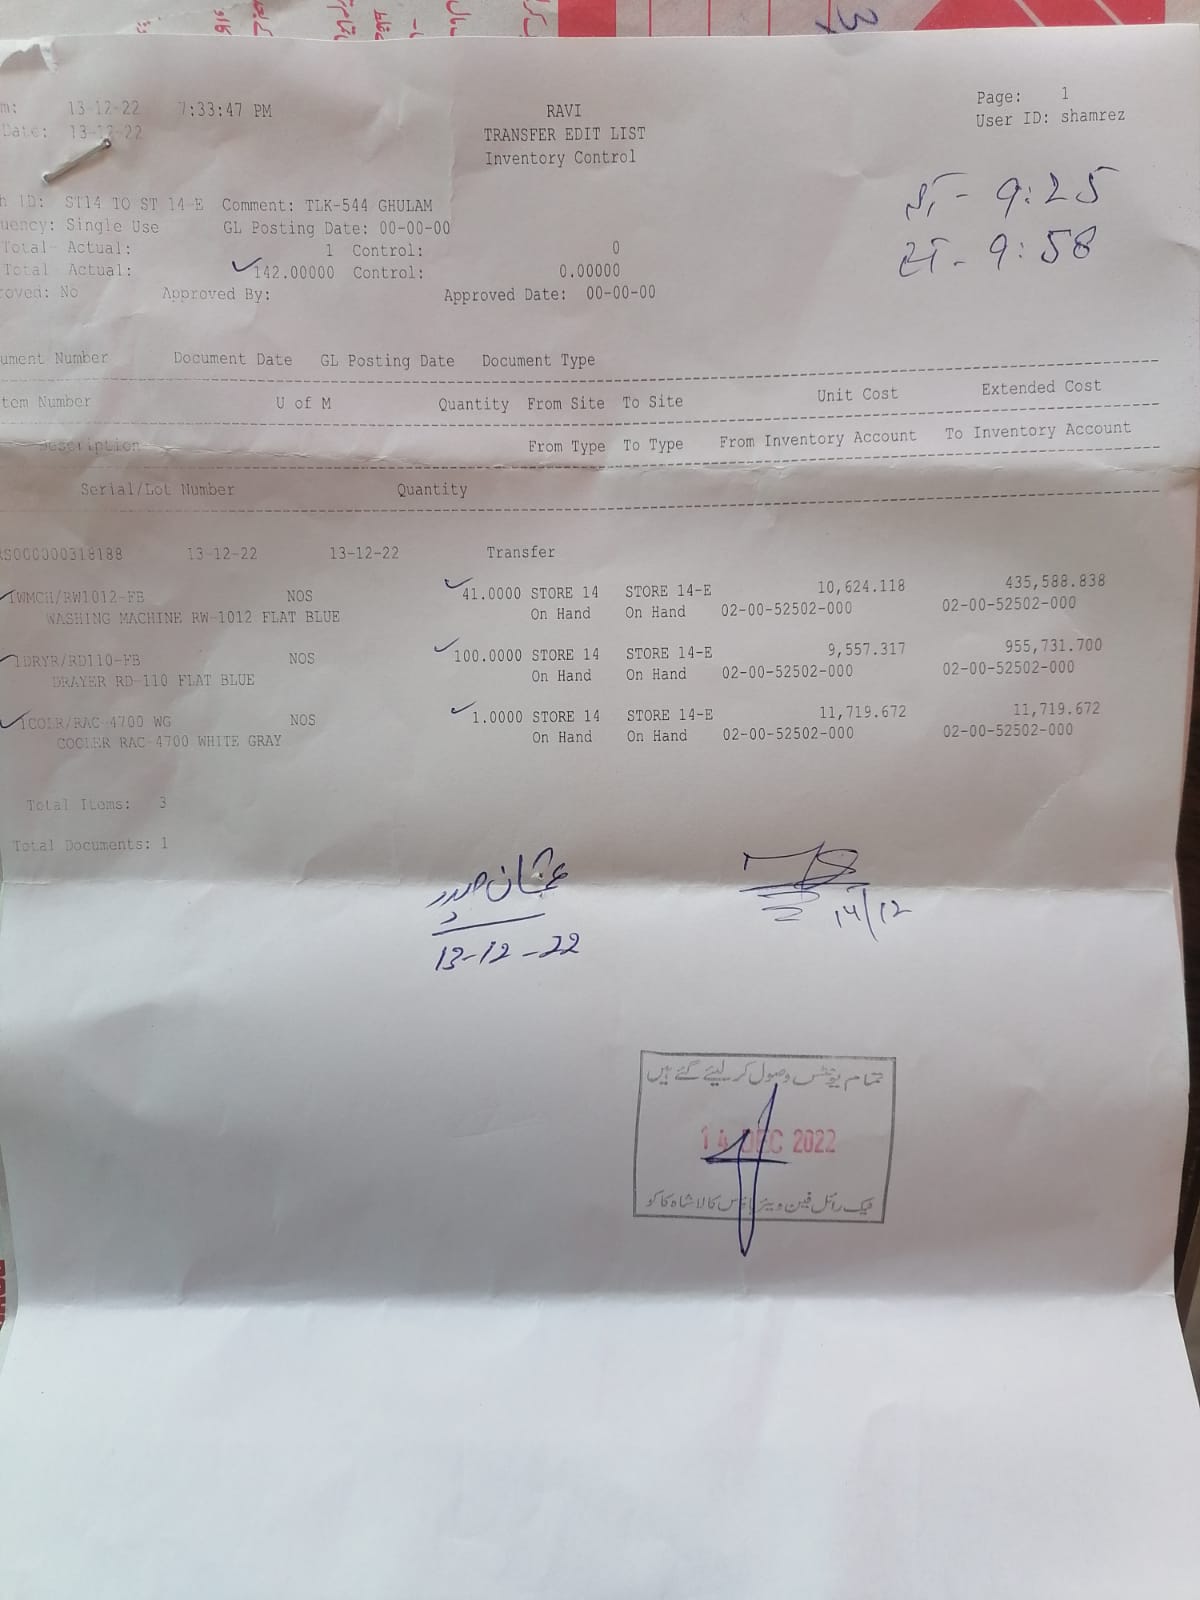 m: 13-12-22 7:33:47 PM RAVI Page: 1
Date: 13-12-22 TRANSFER EDIT LIST User ID: shamrez
Inventory Control
h ID: ST14 TO ST 14-E Comment: TLK-544 GHULAM
uency: Single Use GL Posting Date: 00-00-00
Total Actual: 1 Control: 0
Total Actual: 142.00000 Control: 0.00000
roved: No Approved By: Approved Date: 00-00-00
9:25
9:58
ument Number Document Date GL Posting Date Document Type
tem Number U of M Quantity From Site To Site Unit Cost Extended Cost
Description From Type To Type From Inventory Account To Inventory Account
Serial/Lot Number Quantity
RS000000318188 13-12-22 13-12-22 Transfer
1WMCH/RW1012-FB NOS 41.0000 STORE 14 STORE 14-E 10,624.118 435,588.838
WASHING MACHINE RW-1012 FLAT BLUE On Hand On Hand 02-00-52502-000 02-00-52502-000
1DRYR/RD110-FB NOS 100.0000 STORE 14 STORE 14-E 9,557.317 955,731.700
DRAYER RD-110 FLAT BLUE On Hand On Hand 02-00-52502-000 02-00-52502-000
1COLR/RAC-4700 WG NOS 1.0000 STORE 14 STORE 14-E 11,719.672 11,719.672
COOLER RAC-4700 WHITE GRAY On Hand On Hand 02-00-52502-000 02-00-52502-000
Total Items: 3
Total Documents: 1
13-12-22
14/12
تمام یونٹس وصول کر لیئے گئے ہیں
14 DEC 2022
رائل فین ویئر ہاؤس کالا شاہ کاکو